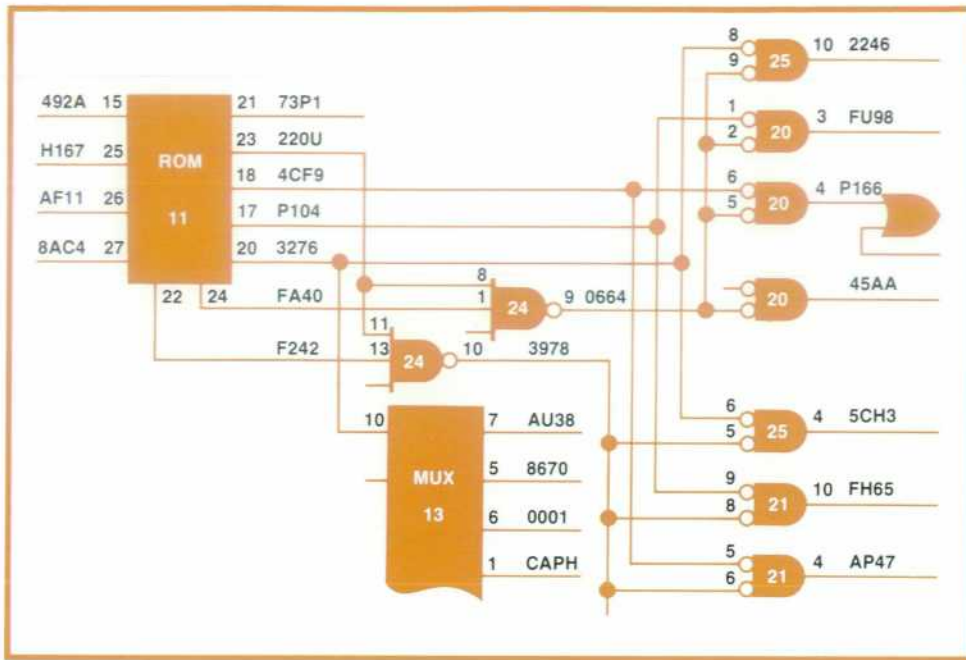 8 10 2246
25
9
492A 15 21 73P1
1 3 FU98
20
2
H167 25 23 220U
ROM
18 4CF9
6 4 P166
20
5
AF11 26 17 P104
11
8AC4 27 20 3276
22 24 FA40 8
1 24 9 0664
45AA
20
11
F242 13 24 10 3978
10 7 AU38
6 4 5CH3
25
5
MUX 5 8670
13
9 10 FH65
21
8
6 0001
1 CAPH
5 4 AP47
21
6